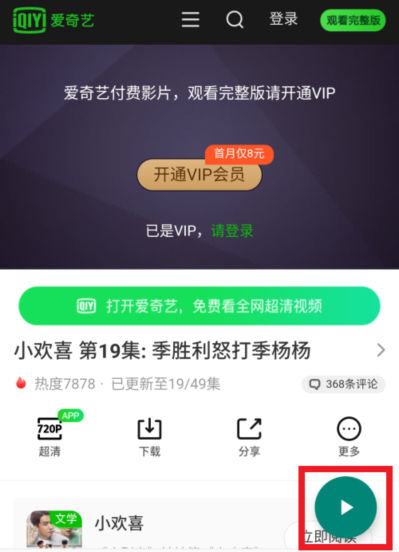 iQIYI 爱奇艺
登录
观看完整版
爱奇艺付费影片，观看完整版请开通VIP
首月仅8元
开通VIP会员
已是VIP，请登录
iQIYI 打开爱奇艺，免费看全网超清视频
小欢喜 第19集: 季胜利怒打季杨杨
热度7878 · 已更新至19/49集
368条评论
720P APP
超清
下载
分享
更多
文学
小欢喜
立即阅读